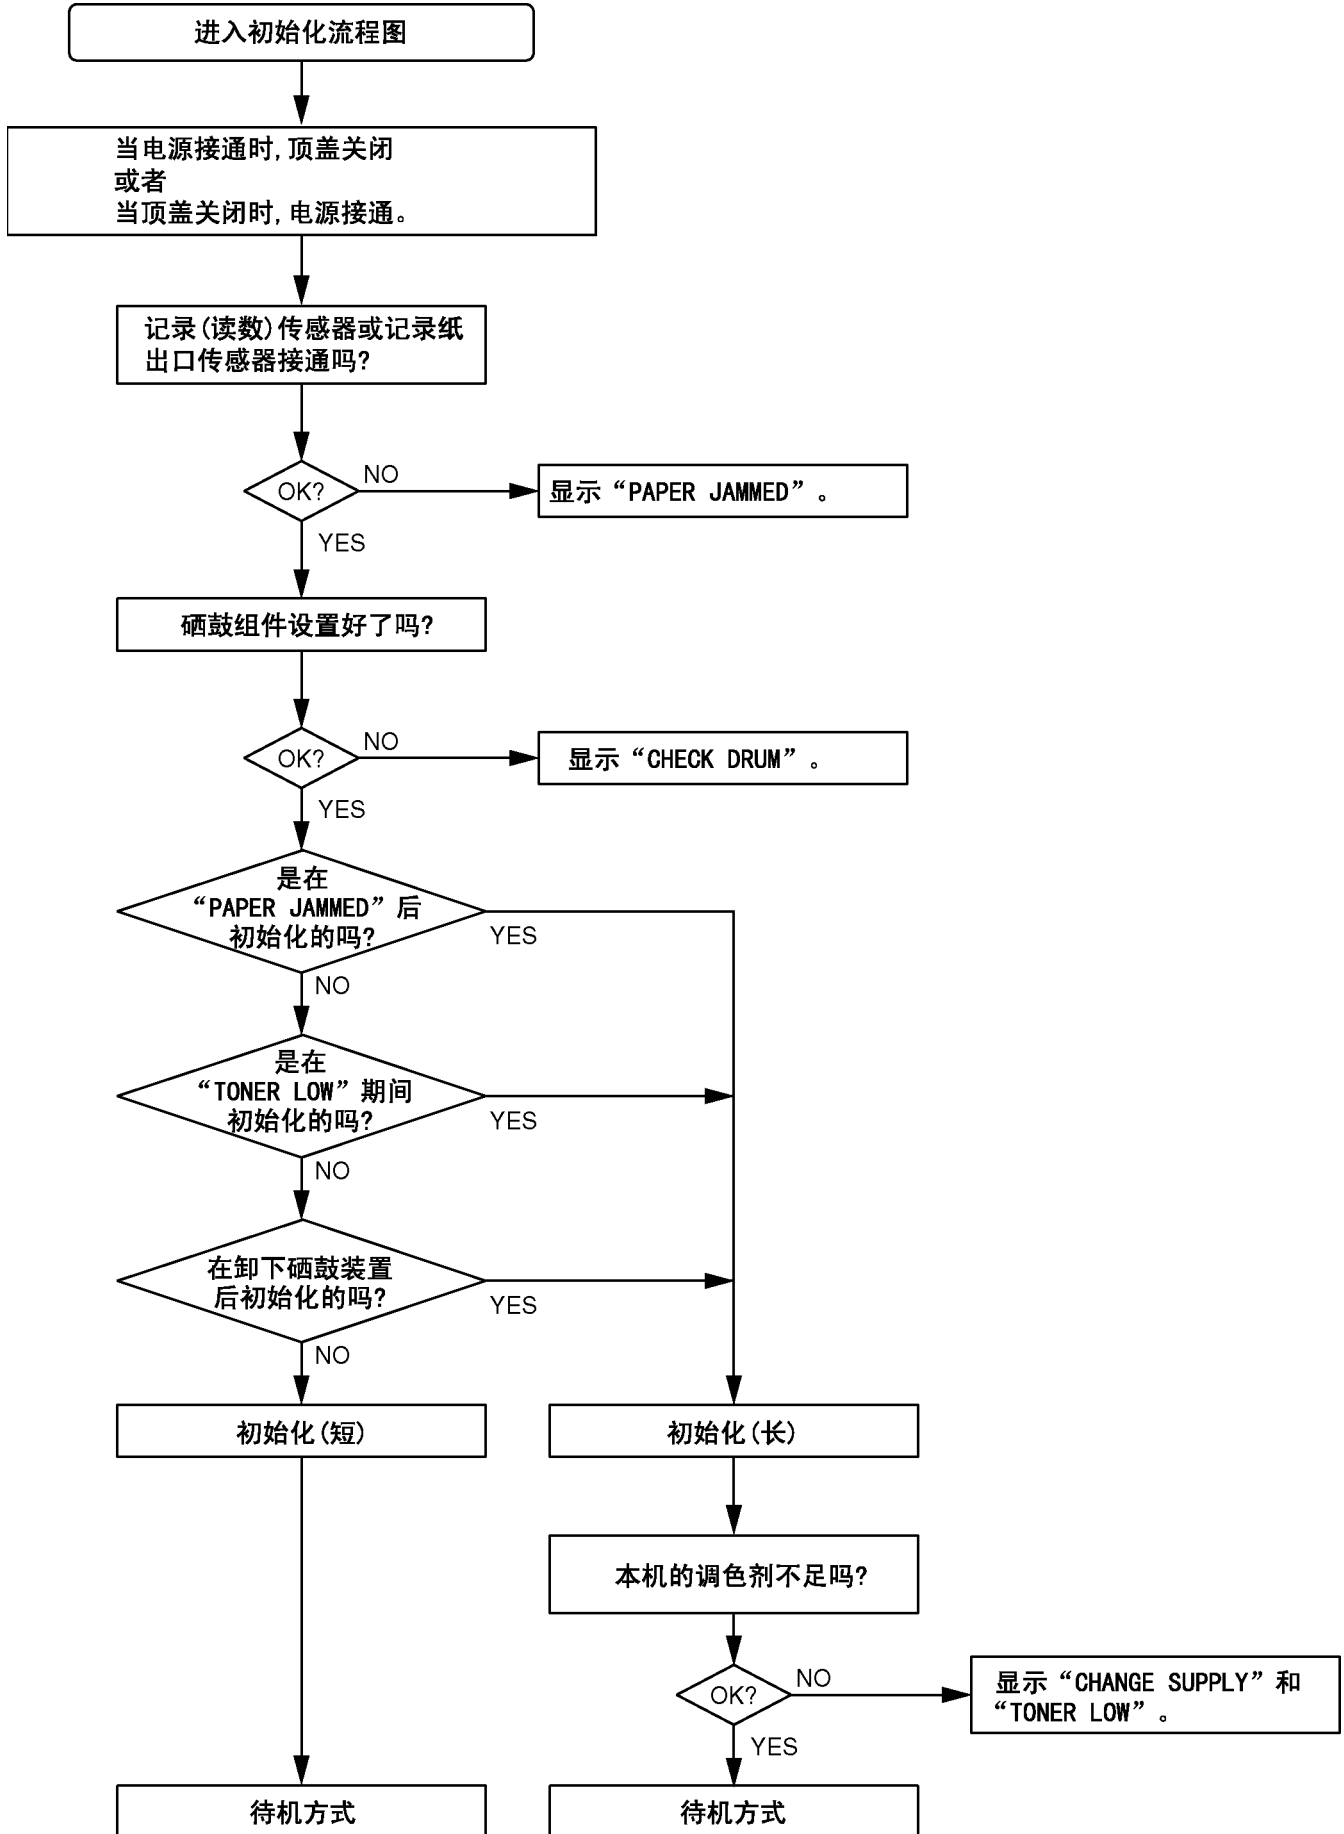 进入初始化流程图
当电源接通时,顶盖关闭
或者
当顶盖关闭时,电源接通。
记录(读数)传感器或记录纸
出口传感器接通吗?
OK?
NO
显示“PAPER JAMMED”。
YES
硒鼓组件设置好了吗?
OK?
NO
显示“CHECK DRUM”。
YES
是在
“PAPER JAMMED”后
初始化的吗?
YES
NO
是在
“TONER LOW”期间
初始化的吗?
YES
NO
在卸下硒鼓装置
后初始化的吗?
YES
NO
初始化(短)
初始化(长)
本机的调色剂不足吗?
OK?
NO
显示“CHANGE SUPPLY”和
“TONER LOW”。
YES
待机方式
待机方式